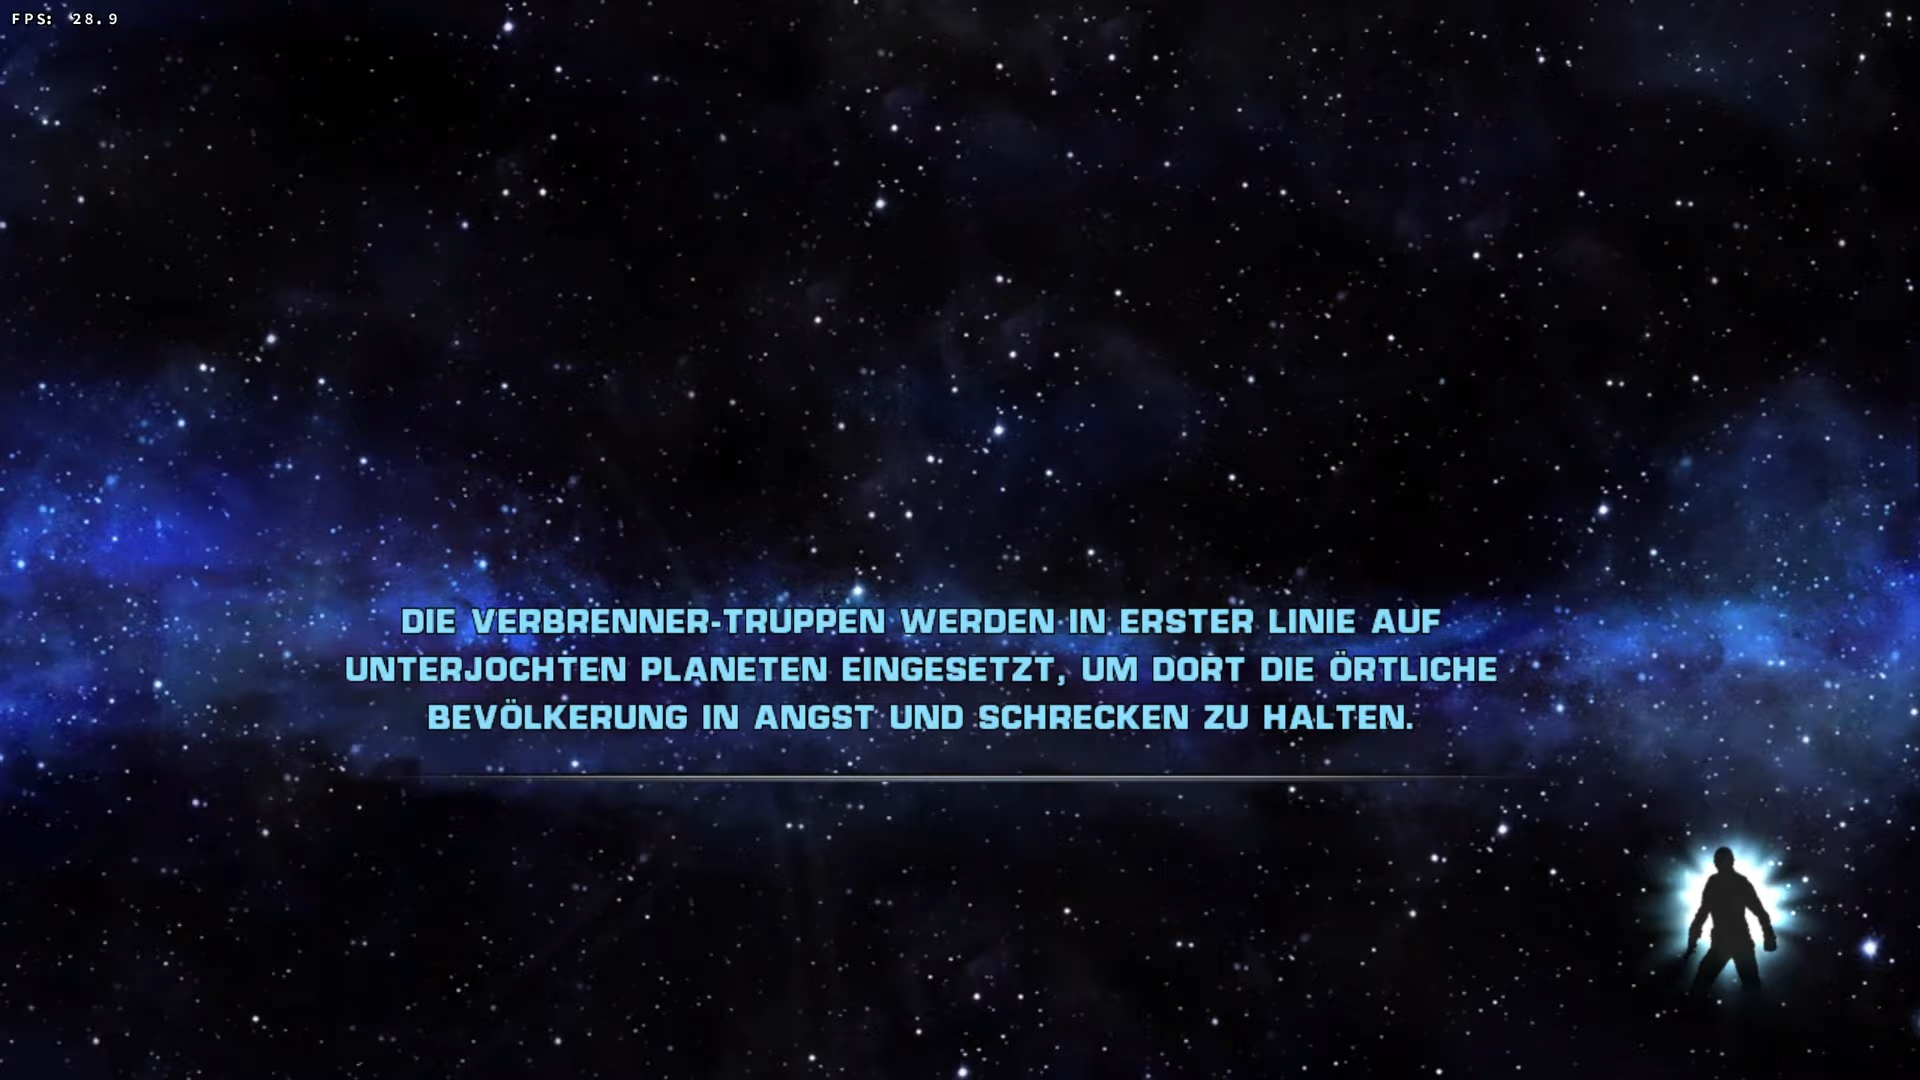 FPS: 28.9
DIE VERBRENNER-TRUPPEN WERDEN IN ERSTER LINIE AUF
UNTERJOCHTEN PLANETEN EINGESETZT, UM DORT DIE ÖRTLICHE
BEVÖLKERUNG IN ANGST UND SCHRECKEN ZU HALTEN.